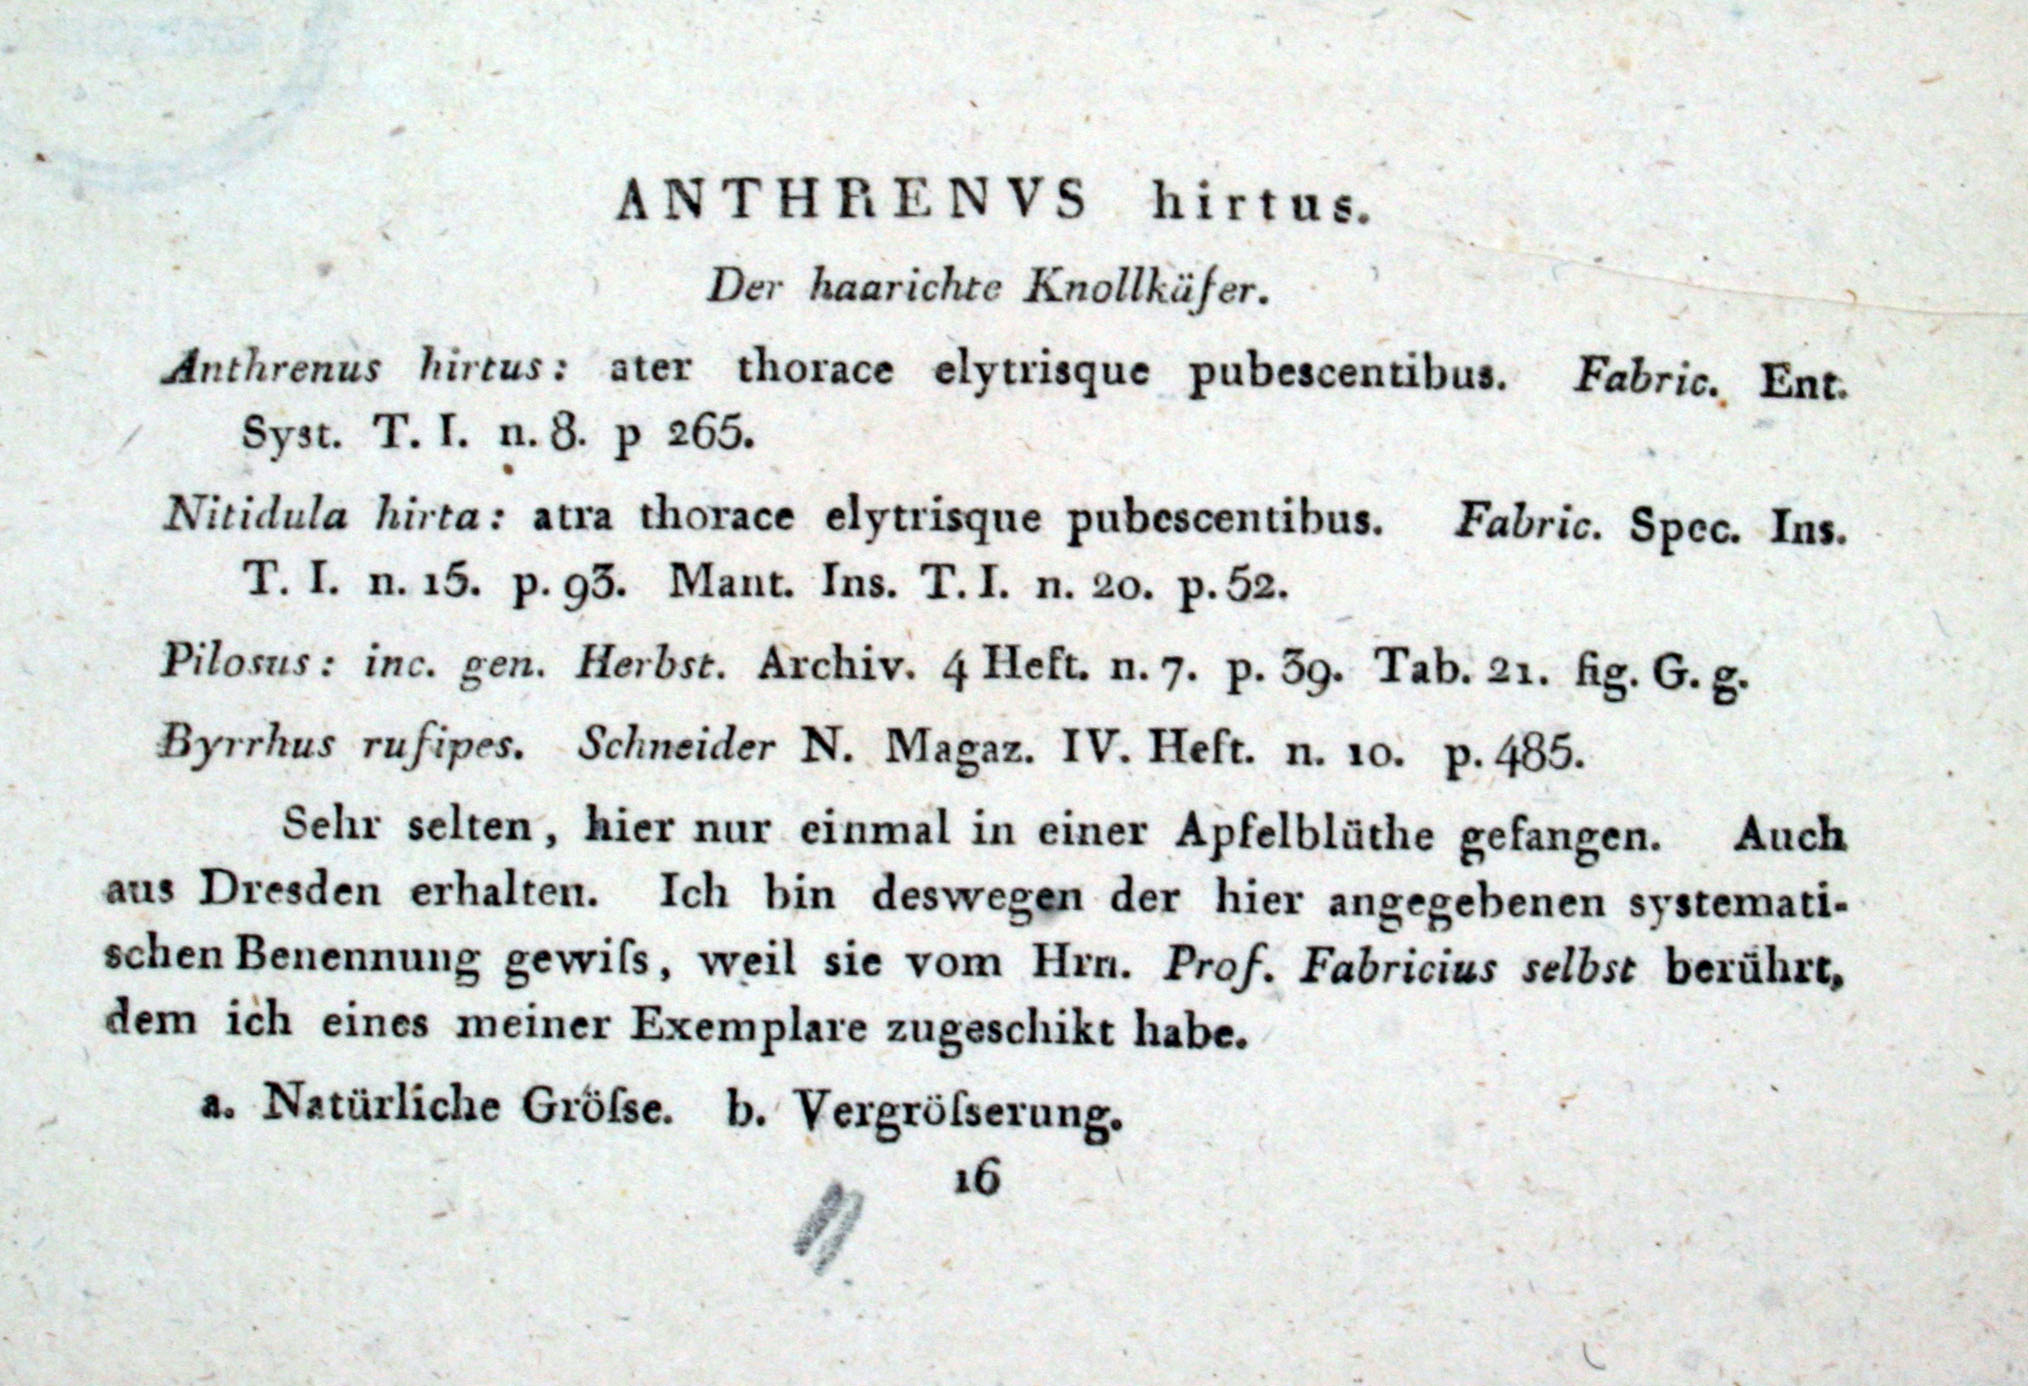 ANTHRENVS hirtus.
Der haarichte Knollkäfer.
Anthrenus hirtus: ater thorace elytrisque pubescentibus. Fabric. Ent.
Syst. T. I. n. 8. p 265.
Nitidula hirta: atra thorace elytrisque pubescentibus. Fabric. Spec. Ins.
T. I. n. 15. p. 93. Mant. Ins. T. I. n. 20. p. 52.
Pilosus: inc. gen. Herbst. Archiv. 4 Heft. n. 7. p. 39. Tab. 21. fig. G. g.
Byrrhus rufipes. Schneider N. Magaz. IV. Heft. n. 10. p. 485.
Sehr selten, hier nur einmal in einer Apfelblüthe gefangen. Auch
aus Dresden erhalten. Ich bin deswegen der hier angegebenen systemati-
schen Benennung gewiſs, weil sie vom Hrn. Prof. Fabricius selbst berührt,
dem ich eines meiner Exemplare zugeschikt habe.
a. Natürliche Gröſse. b. Vergröſserung.
16